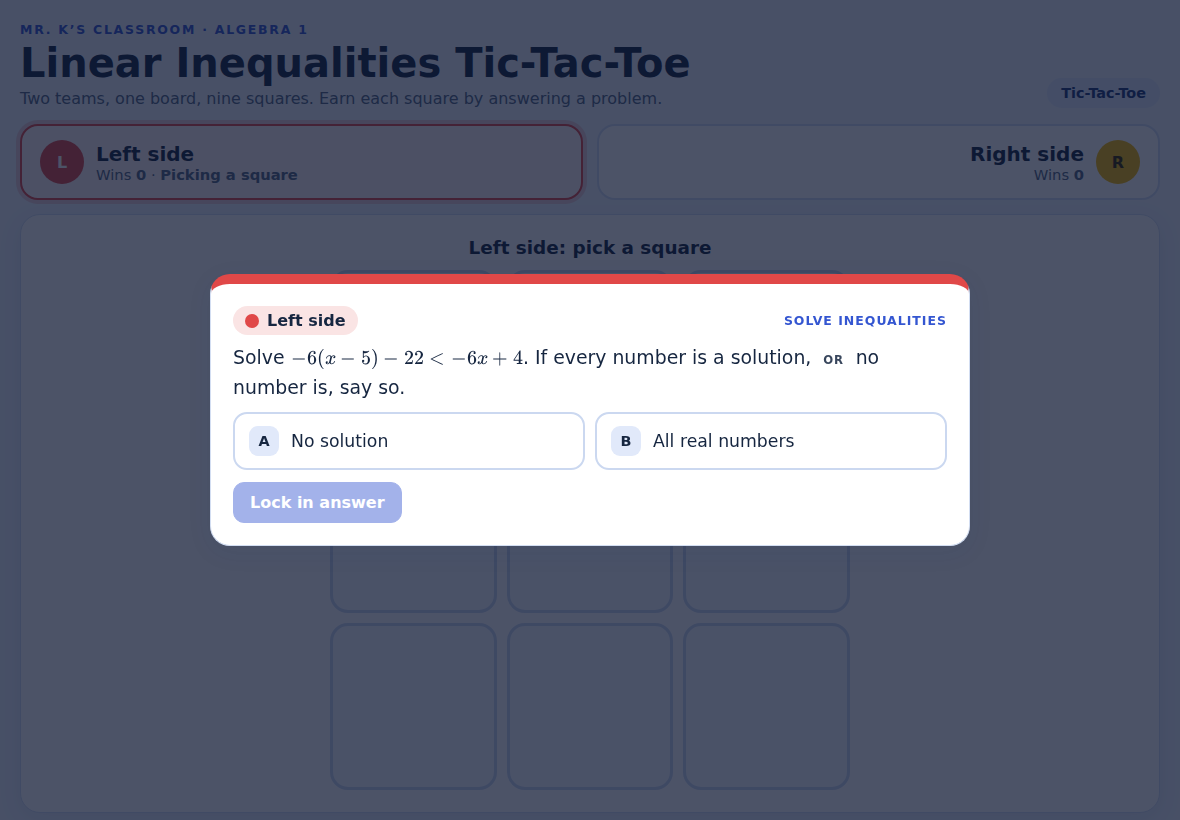 MR. K’S CLASSROOM · ALGEBRA 1
Linear Inequalities Tic-Tac-Toe
Two teams, one board, nine squares. Earn each square by answering a problem.
Tic-Tac-Toe
L
Left side
Wins 0 · Picking a square
Right side
Wins 0
R
Left side: pick a square
Left side
SOLVE INEQUALITIES
Solve −6(x − 5) − 22 < −6x + 4. If every number is a solution, OR no
number is, say so.
A No solution
B All real numbers
Lock in answer